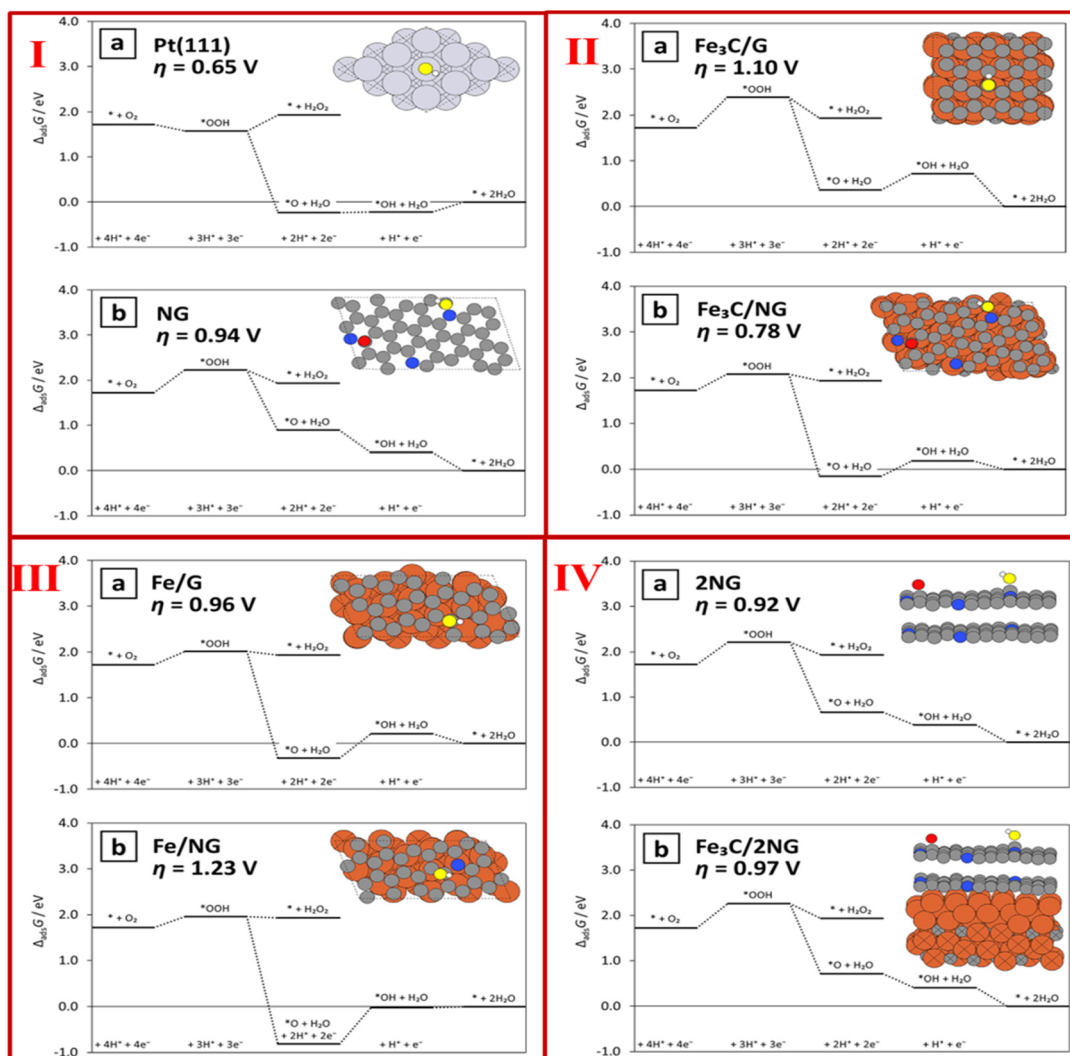 I
a
Pt(111)
η = 0.65 V
4.0
3.0
2.0
1.0
0.0
-1.0
ΔadsG / eV
* + O₂
*OOH
* + H₂O₂
*O + H₂O
*OH + H₂O
* + 2H₂O
+ 4H⁺ + 4e⁻
+ 3H⁺ + 3e⁻
+ 2H⁺ + 2e⁻
+ H⁺ + e⁻
b
NG
η = 0.94 V
4.0
3.0
2.0
1.0
0.0
-1.0
ΔadsG / eV
* + O₂
*OOH
* + H₂O₂
*O + H₂O
*OH + H₂O
* + 2H₂O
+ 4H⁺ + 4e⁻
+ 3H⁺ + 3e⁻
+ 2H⁺ + 2e⁻
+ H⁺ + e⁻
II
a
Fe₃C/G
η = 1.10 V
4.0
3.0
2.0
1.0
0.0
-1.0
ΔadsG / eV
* + O₂
*OOH
* + H₂O₂
*O + H₂O
*OH + H₂O
* + 2H₂O
+ 4H⁺ + 4e⁻
+ 3H⁺ + 3e⁻
+ 2H⁺ + 2e⁻
+ H⁺ + e⁻
b
Fe₃C/NG
η = 0.78 V
4.0
3.0
2.0
1.0
0.0
-1.0
ΔadsG / eV
* + O₂
*OOH
* + H₂O₂
*O + H₂O
*OH + H₂O
* + 2H₂O
+ 4H⁺ + 4e⁻
+ 3H⁺ + 3e⁻
+ 2H⁺ + 2e⁻
+ H⁺ + e⁻
III
a
Fe/G
η = 0.96 V
4.0
3.0
2.0
1.0
0.0
-1.0
ΔadsG / eV
* + O₂
*OOH
* + H₂O₂
*O + H₂O
*OH + H₂O
* + 2H₂O
+ 4H⁺ + 4e⁻
+ 3H⁺ + 3e⁻
+ 2H⁺ + 2e⁻
+ H⁺ + e⁻
b
Fe/NG
η = 1.23 V
4.0
3.0
2.0
1.0
0.0
-1.0
ΔadsG / eV
* + O₂
*OOH
* + H₂O₂
*OH + H₂O
* + 2H₂O
*O + H₂O
+ 2H⁺ + 2e⁻
+ 4H⁺ + 4e⁻
+ 3H⁺ + 3e⁻
+ H⁺ + e⁻
IV
a
2NG
η = 0.92 V
4.0
3.0
2.0
1.0
0.0
-1.0
ΔadsG / eV
* + O₂
*OOH
* + H₂O₂
*O + H₂O
*OH + H₂O
* + 2H₂O
+ 4H⁺ + 4e⁻
+ 3H⁺ + 3e⁻
+ 2H⁺ + 2e⁻
+ H⁺ + e⁻
b
Fe₃C/2NG
η = 0.97 V
4.0
3.0
2.0
1.0
0.0
-1.0
ΔadsG / eV
* + O₂
*OOH
* + H₂O₂
*O + H₂O
*OH + H₂O
* + 2H₂O
+ 4H⁺ + 4e⁻
+ 3H⁺ + 3e⁻
+ 2H⁺ + 2e⁻
+ H⁺ + e⁻